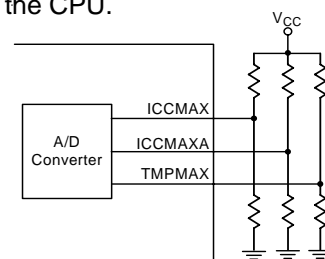 the CPU.
VCC
ICCMAX
A/D
Converter
ICCMAXA
TMPMAX